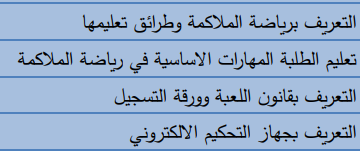 التعريف برياضة الملاكمة وطرائق تعليمها
تعليم الطلبة المهارات الاساسية في رياضة الملاكمة
التعريف بقانون اللعبة وورقة التسجيل
التعريف بجهاز التحكيم الالكتروني